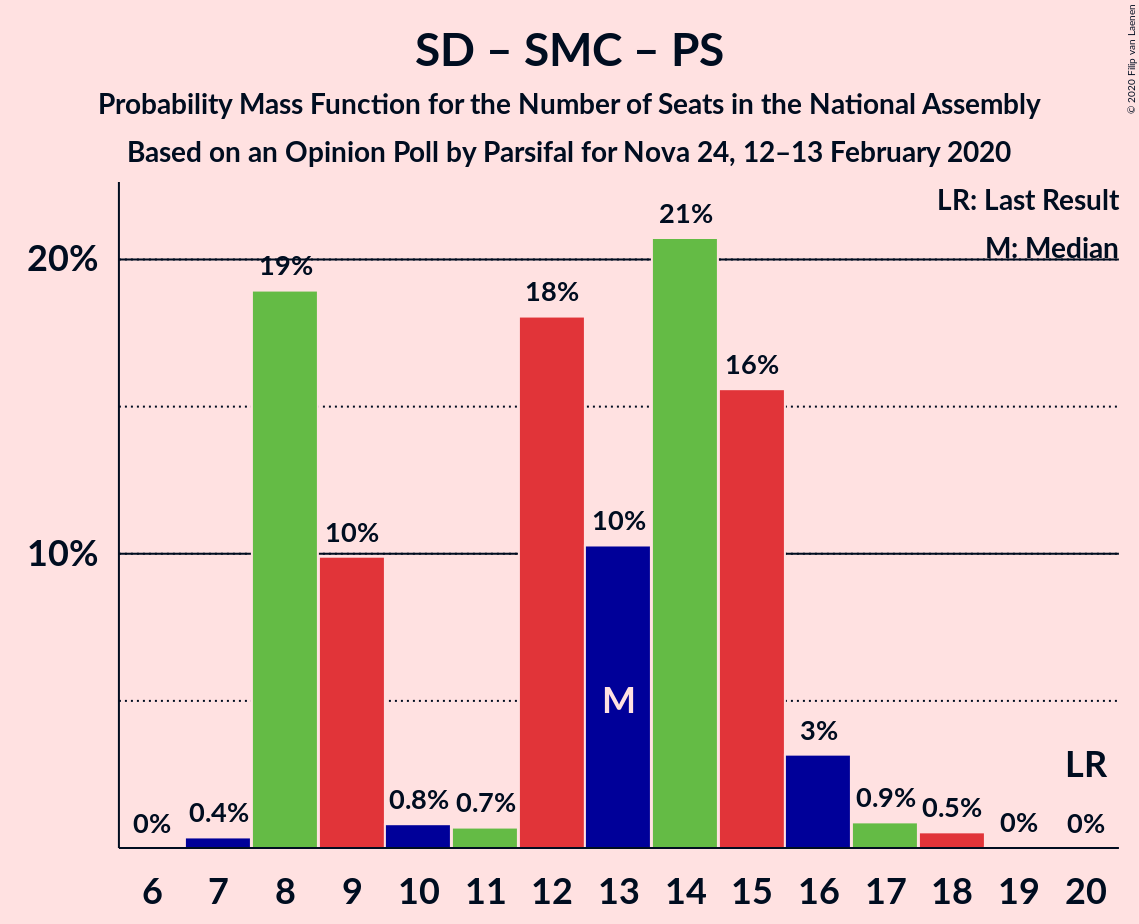 SD – SMC – PS
Probability Mass Function for the Number of Seats in the National Assembly
Based on an Opinion Poll by Parsifal for Nova 24, 12–13 February 2020
© 2020 Filip van Laenen
LR: Last Result
M: Median
20%
10%
0%
0.4%
19%
10%
0.8%
0.7%
18%
10%
21%
16%
3%
0.9%
0.5%
0%
0%
M
LR
6 7 8 9 10 11 12 13 14 15 16 17 18 19 20